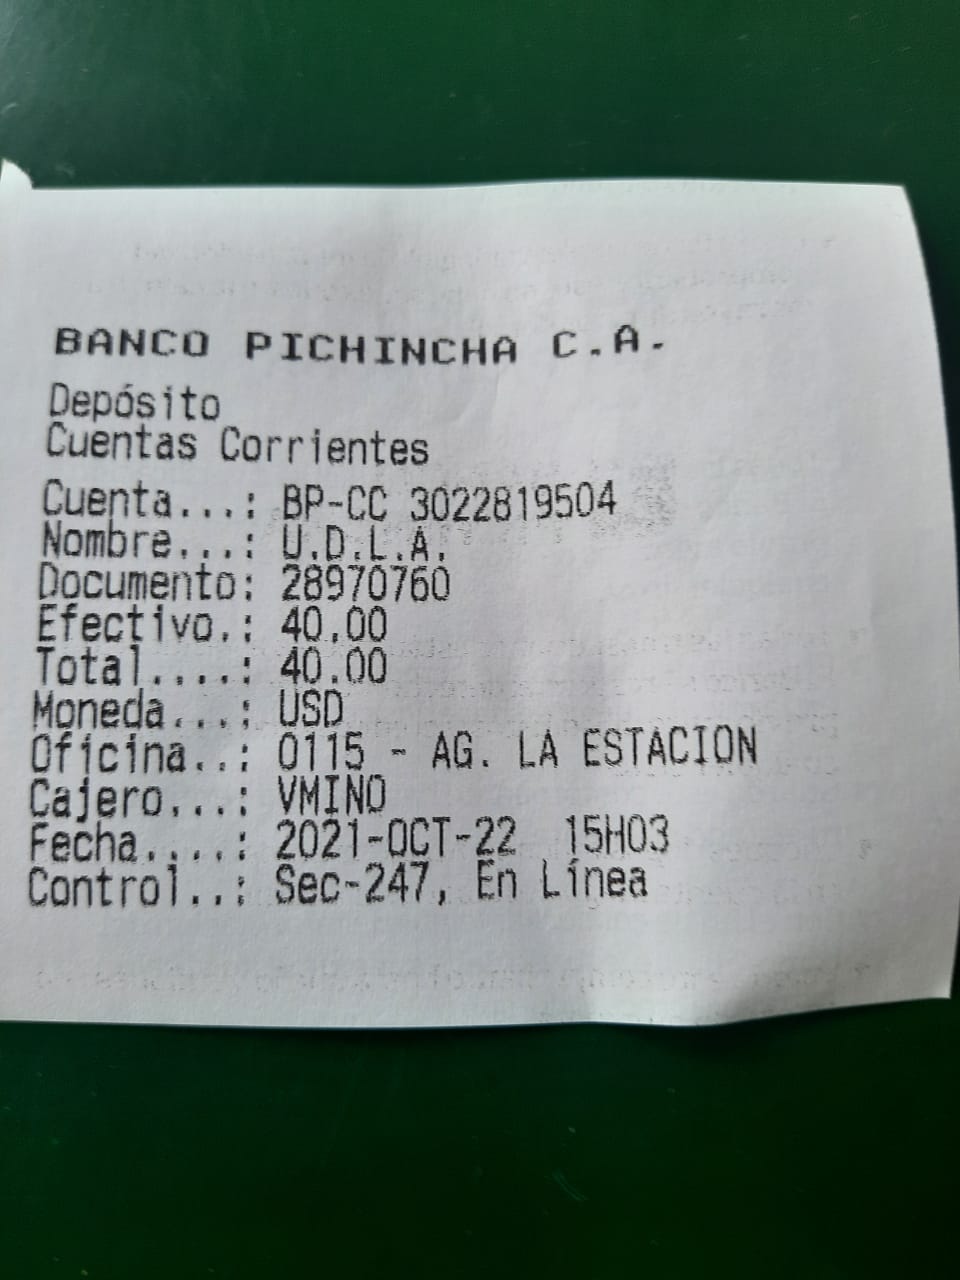 BANCO PICHINCHA C.A.
Depósito
Cuentas Corrientes
Cuenta...: BP-CC 3022819504
Nombre...: U.D.L.A.
Documento: 28970760
Efectivo.: 40.00
Total....: 40.00
Moneda...: USD
Oficina..: 0115 - AG. LA ESTACION
Cajero...: VMINO
Fecha....: 2021-OCT-22 15H03
Control..: Sec-247, En Línea